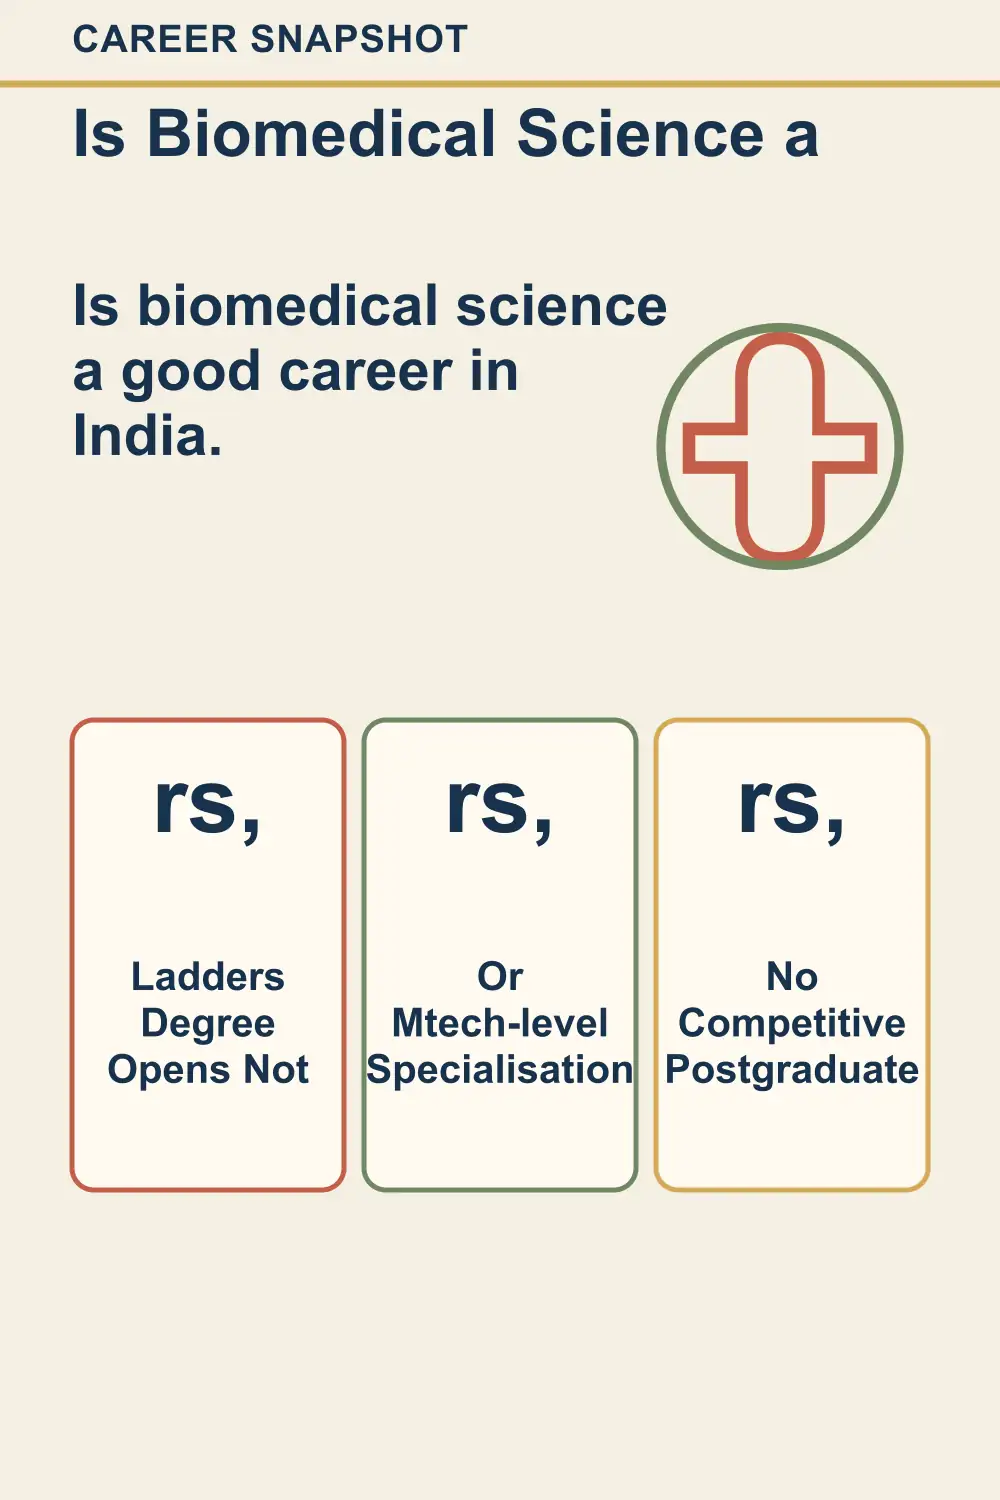 CAREER SNAPSHOT
Is Biomedical Science a
Is biomedical science
a good career in
India.
rs,
Ladders
Degree
Opens Not
rs,
Or
Mtech-level
Specialisation
rs,
No
Competitive
Postgraduate